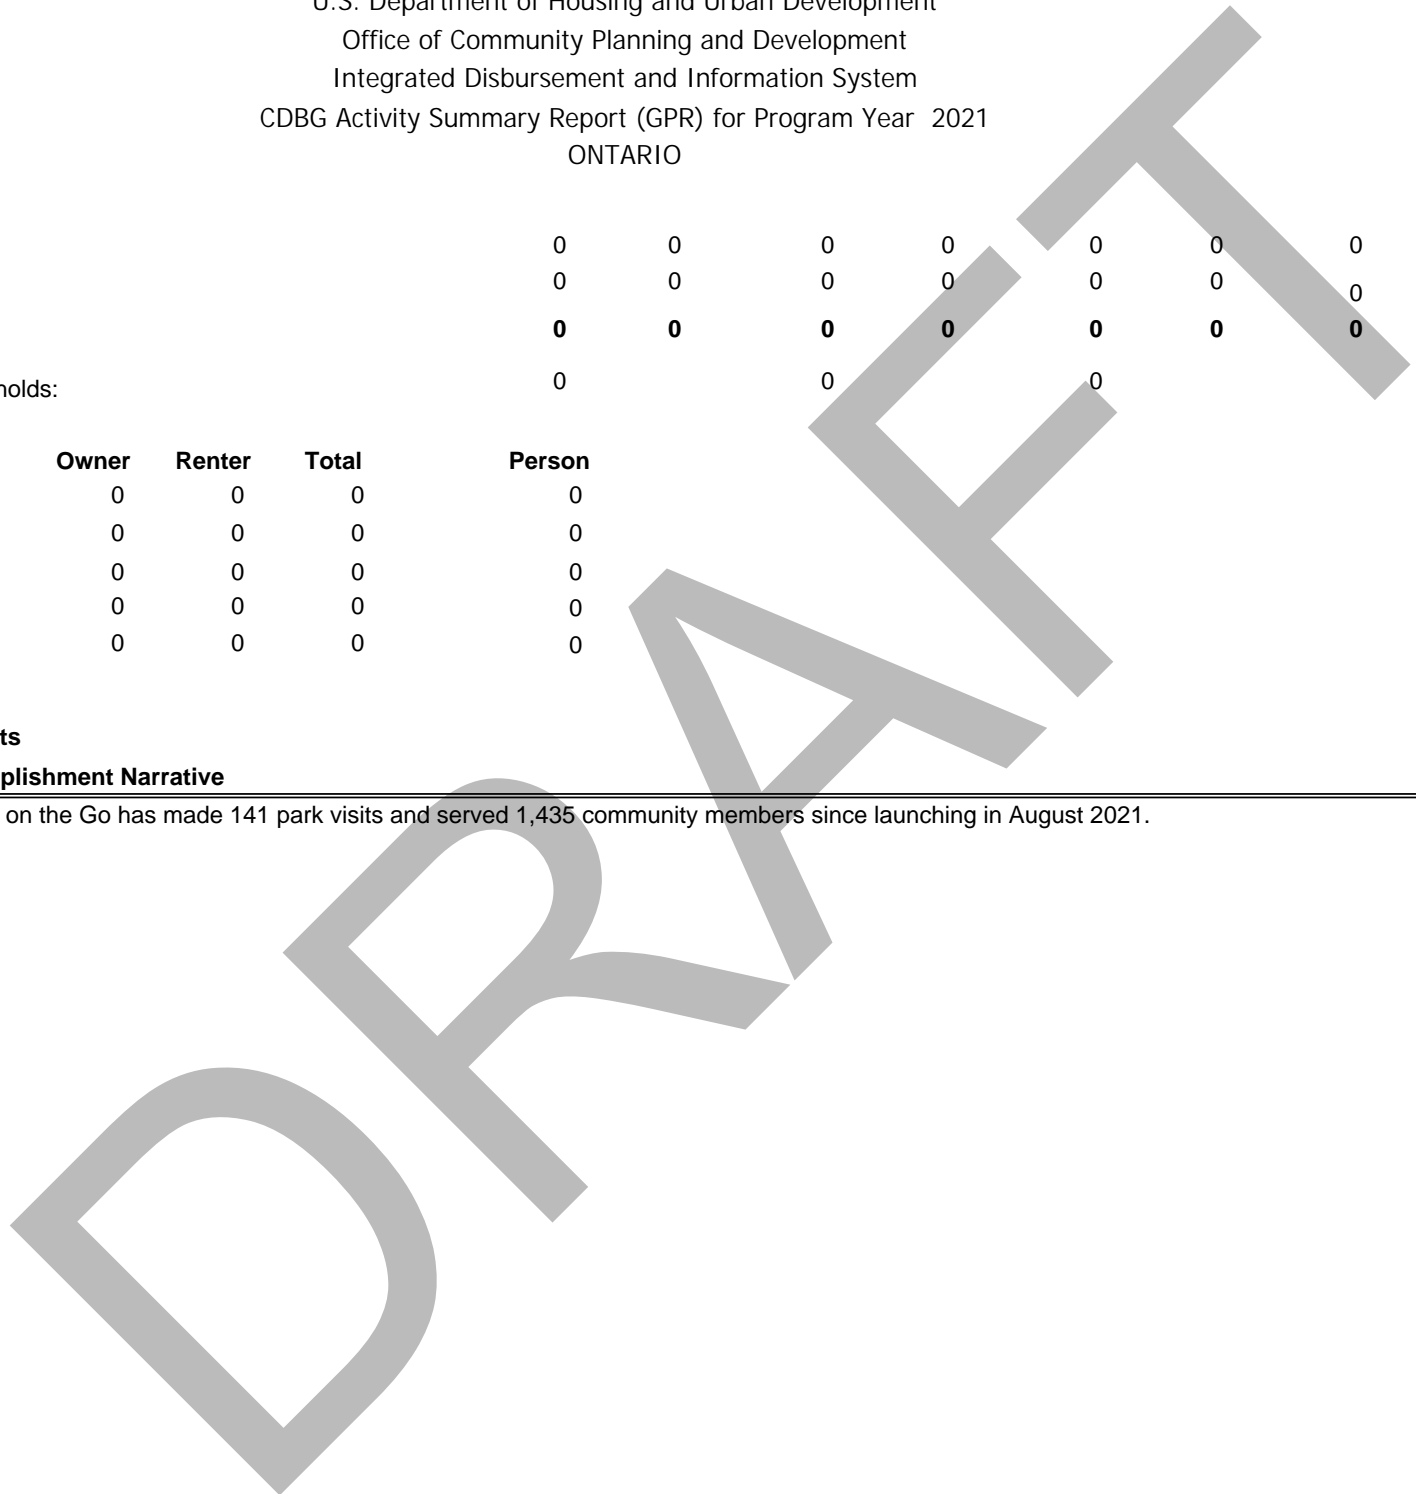 U.S. Department of Housing and Urban Development
Office of Community Planning and Development
Integrated Disbursement and Information System
CDBG Activity Summary Report (GPR) for Program Year 2021
ONTARIO
0 0 0 0 0 0 0
0 0 0 0 0 0 0
0 0 0 0 0 0 0
holds: 0 0 0
Owner Renter Total Person
0 0 0 0
0 0 0 0
0 0 0 0
0 0 0 0
0 0 0 0
ts
plishment Narrative
on the Go has made 141 park visits and served 1,435 community members since launching in August 2021.
DRAFT